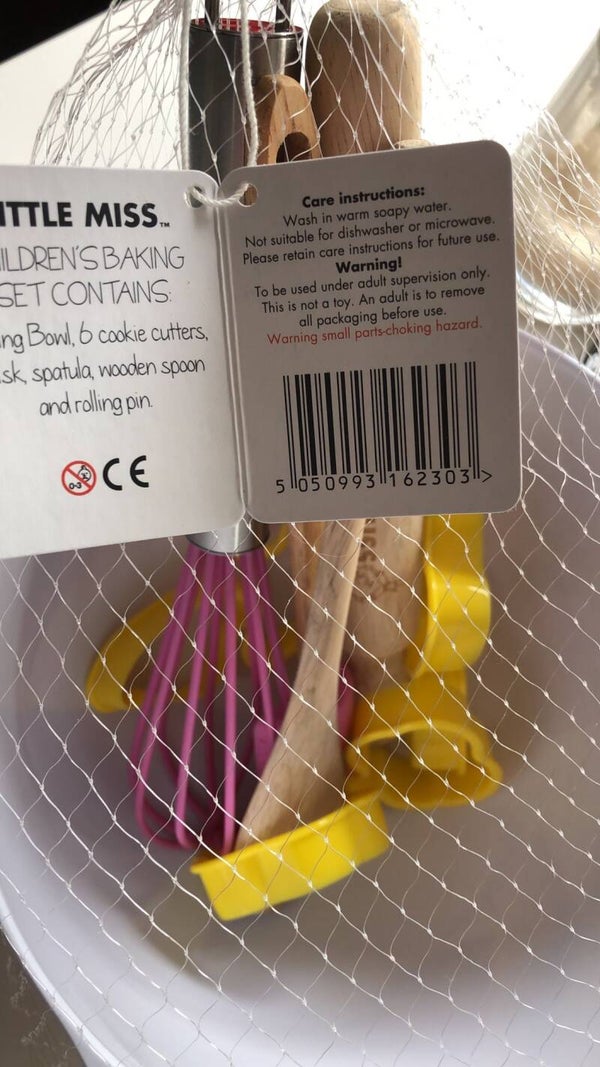 ITTLE MISS™
ILDREN'S BAKING
SET CONTAINS:
ng Bowl, 6 cookie cutters,
sk, spatula, wooden spoon
and rolling pin.
0-3
CE
Care instructions:
Wash in warm soapy water.
Not suitable for dishwasher or microwave.
Please retain care instructions for future use.
Warning!
To be used under adult supervision only.
This is not a toy. An adult is to remove
all packaging before use.
Warning small parts-choking hazard.
5 050993 162303 >